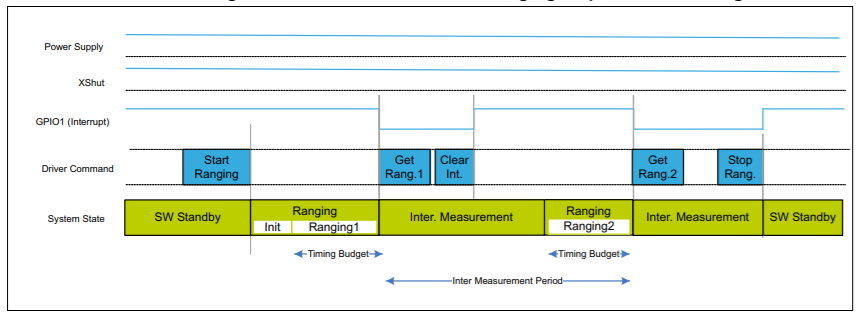 Power Supply
XShut
GPIO1 (Interrupt)
Driver Command
Start
Ranging
Get
Rang.1
Clear
Int.
Get
Rang.2
Stop
Rang.
System State
SW Standby
Ranging
Init
Ranging1
Inter. Measurement
Ranging
Ranging2
Inter. Measurement
SW Standby
Timing Budget
Timing Budget
Inter Measurement Period